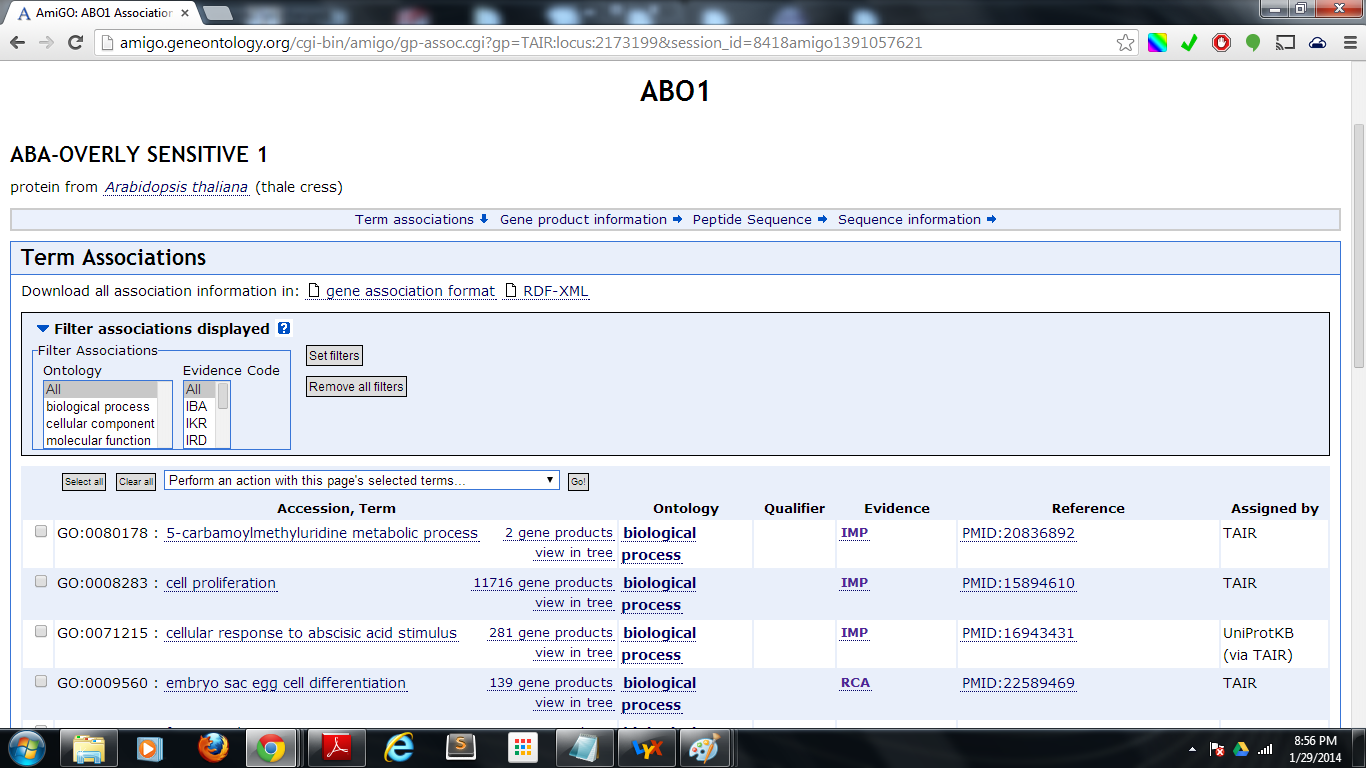 AmiGO: ABO1 Association
amigo.geneontology.org/cgi-bin/amigo/gp-assoc.cgi?gp=TAIR:locus:2173199&session_id=8418amigo1391057621
ABO1
ABA-OVERLY SENSITIVE 1
protein from Arabidopsis thaliana (thale cress)
Term associations Gene product information Peptide Sequence Sequence information
Term Associations
Download all association information in: gene association format RDF-XML
Filter associations displayed ?
Filter Associations
Ontology Evidence Code
Set filters
Remove all filters
All All
biological process IBA
cellular component IKR
molecular function IRD
Select all Clear all Perform an action with this page's selected terms... Go!
Accession, Term Ontology Qualifier Evidence Reference Assigned by
GO:0080178 : 5-carbamoylmethyluridine metabolic process 2 gene products biological IMP PMID:20836892 TAIR
view in tree process
GO:0008283 : cell proliferation 11716 gene products biological IMP PMID:15894610 TAIR
view in tree process
GO:0071215 : cellular response to abscisic acid stimulus 281 gene products biological IMP PMID:16943431 UniProtKB
view in tree process (via TAIR)
GO:0009560 : embryo sac egg cell differentiation 139 gene products biological RCA PMID:22589469 TAIR
view in tree process
8:56 PM
1/29/2014